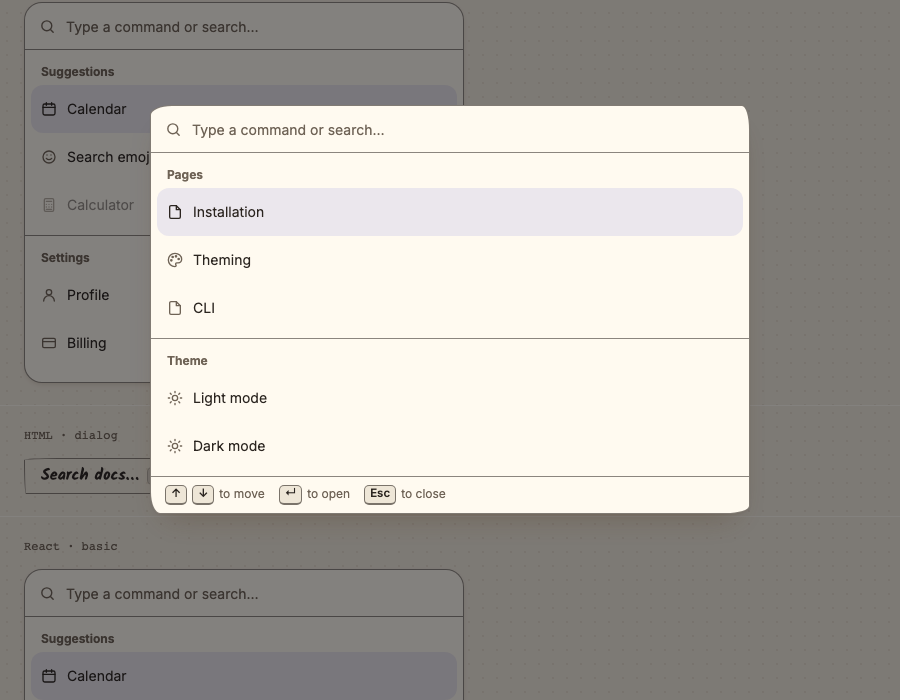 Type a command or search...
Suggestions
Calendar
Search emoj
Calculator
Settings
Profile
Billing
HTML · dialog
Search docs...
Type a command or search...
Pages
Installation
Theming
CLI
Theme
Light mode
Dark mode
↑ ↓ to move ↵ to open Esc to close
React · basic
Type a command or search...
Suggestions
Calendar